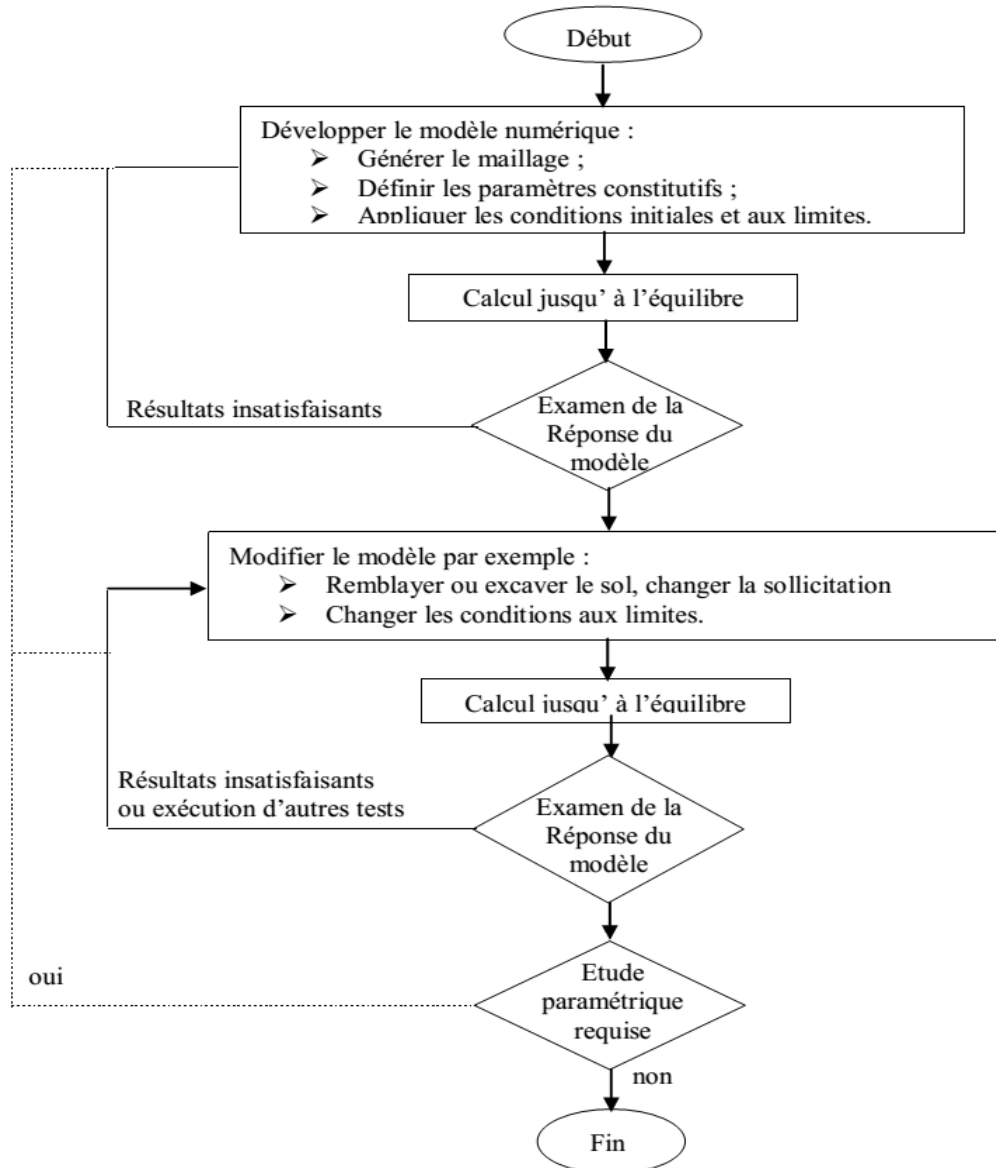 Début
Développer le modèle numérique :
➤ Générer le maillage ;
➤ Définir les paramètres constitutifs ;
➤ Appliquer les conditions initiales et aux limites.
Calcul jusqu’ à l’équilibre
Résultats insatisfaisants
Examen de la
Réponse du
modèle
Modifier le modèle par exemple :
➤ Remblayer ou excaver le sol, changer la sollicitation
➤ Changer les conditions aux limites.
Calcul jusqu’ à l’équilibre
Résultats insatisfaisants
ou exécution d’autres tests
Examen de la
Réponse du
modèle
oui
Etude
paramétrique
requise
non
Fin